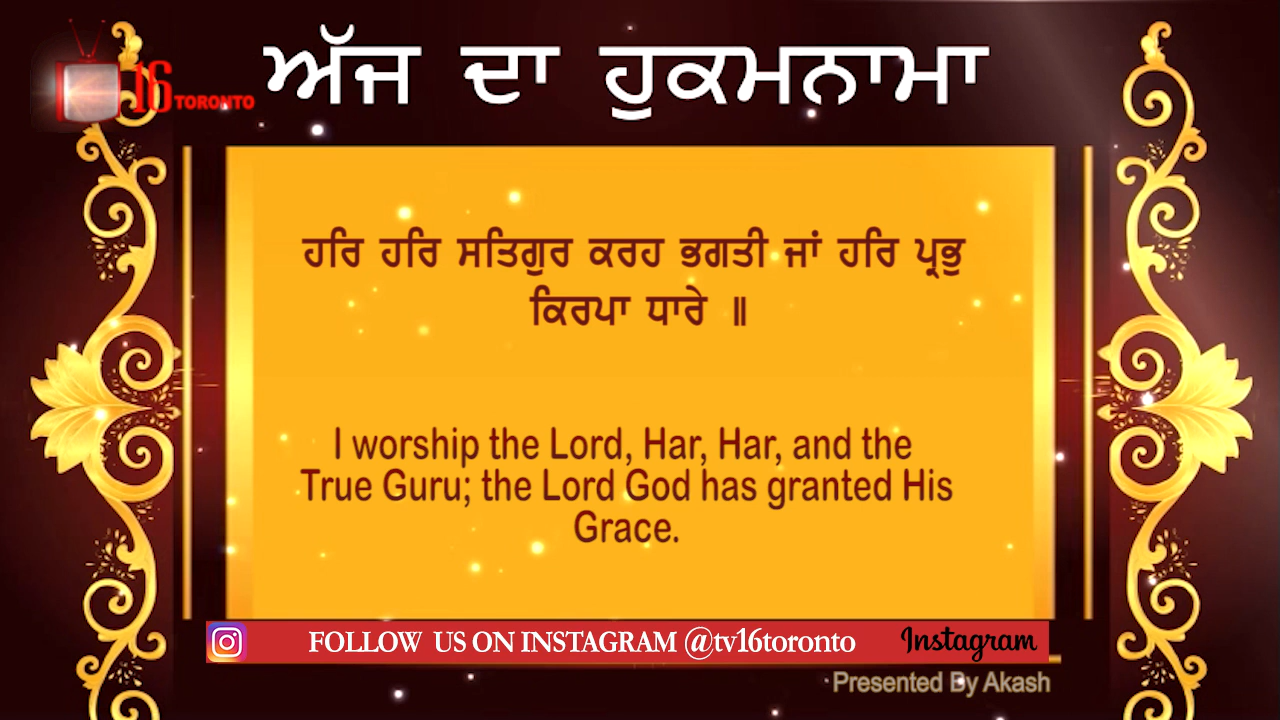 16 TORONTO
ਅੱਜ ਦਾ ਹੁਕਮਨਾਮਾ
ਹਰਿ ਹਰਿ ਸਤਿਗੁਰ ਕਰਹ ਭਗਤੀ ਜਾਂ ਹਰਿ ਪ੍ਰਭੁ
ਕਿਰਪਾ ਧਾਰੇ ॥
I worship the Lord, Har, Har, and the
True Guru; the Lord God has granted His
Grace.
FOLLOW US ON INSTAGRAM @tv16toronto Instagram
Presented By Akash